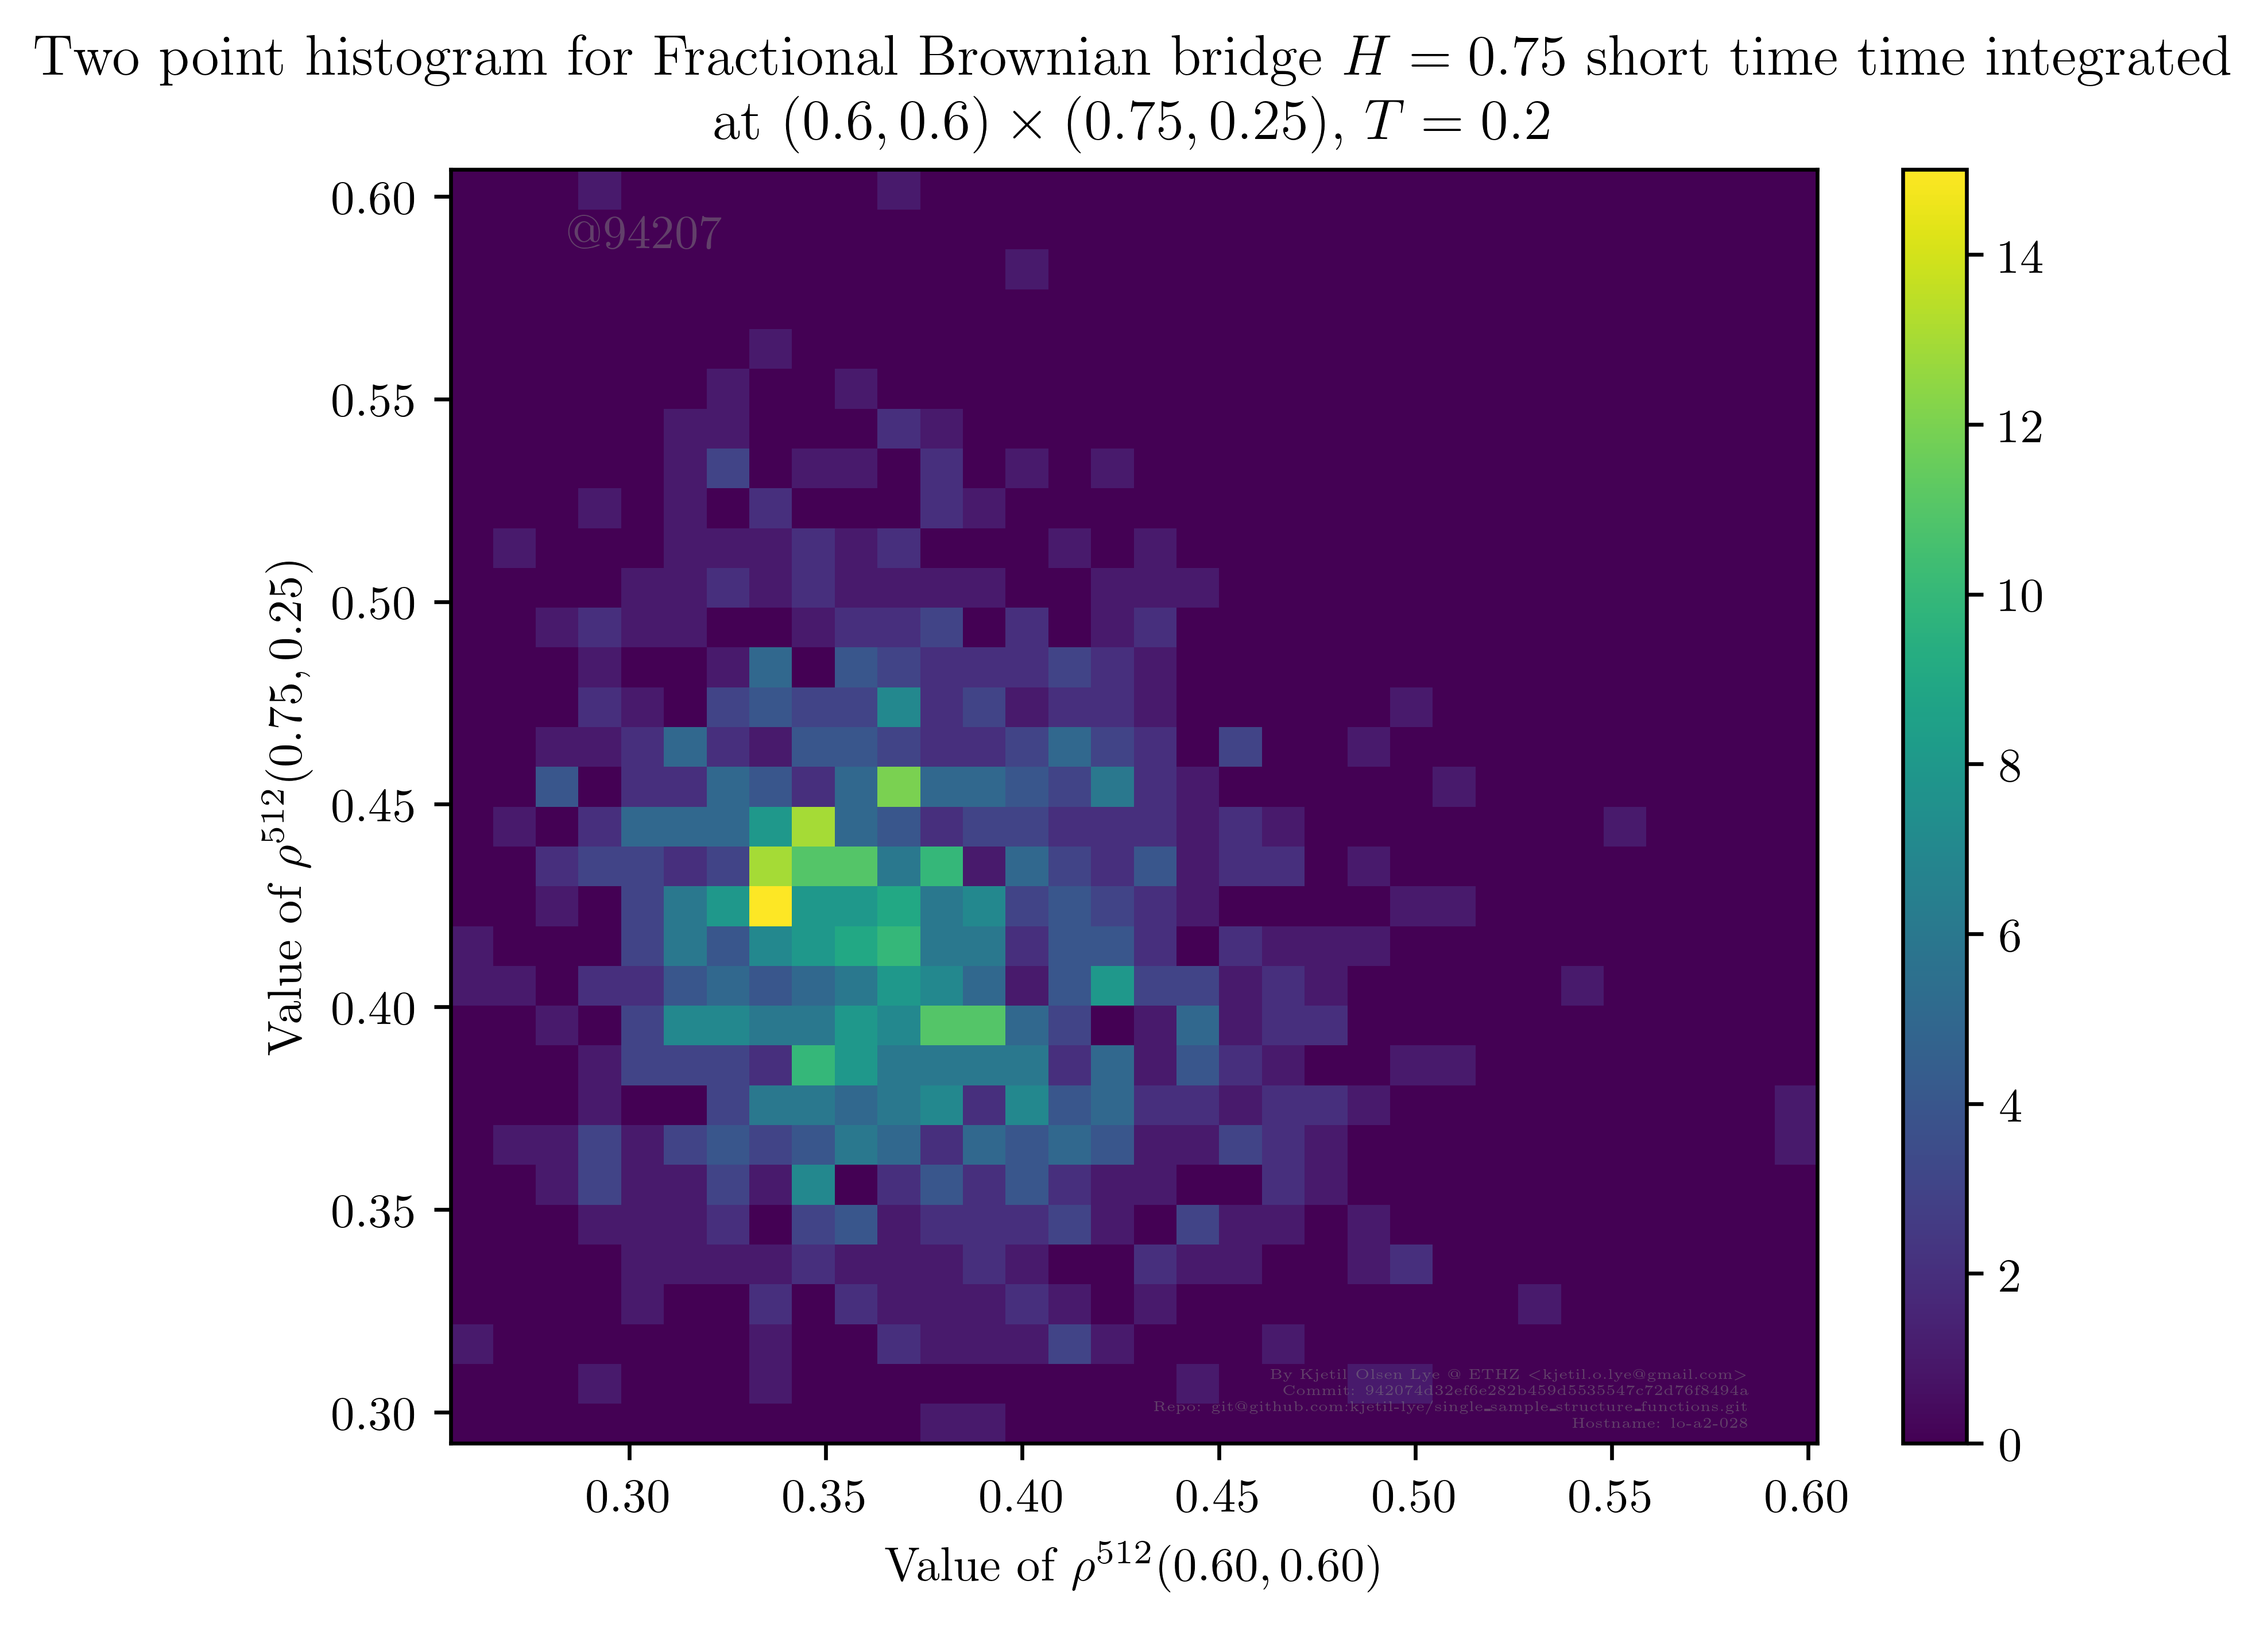 Two point histogram for Fractional Brownian bridge H = 0.75 short time time integrated
at (0.6, 0.6) × (0.75, 0.25), T = 0.2
@94207
0.60
0.55
0.50
0.45
0.40
0.35
0.30
Value of ρ^512(0.75, 0.25)
0.30 0.35 0.40 0.45 0.50 0.55 0.60
Value of ρ^512(0.60, 0.60)
14
12
10
8
6
4
2
0
By Kjetil Olsen Lye @ ETHZ <kjetil.o.lye@gmail.com>
Commit: 942074d32ef6e282b459d5535547c72d76f8494a
Repo: git@github.com:kjetil-lye/single_sample_structure_functions.git
Hostname: lo-a2-028